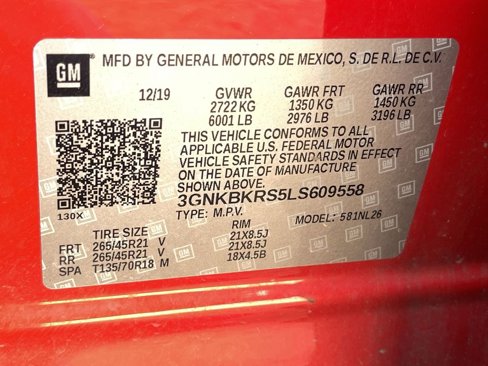 GM MFD BY GENERAL MOTORS DE MEXICO, S. DE R.L. DE C.V.
12/19 GVWR GAWR FRT GAWR RR
2722 KG 1350 KG 1450 KG
6001 LB 2976 LB 3196 LB
THIS VEHICLE CONFORMS TO ALL
APPLICABLE U.S. FEDERAL MOTOR
VEHICLE SAFETY STANDARDS IN EFFECT
ON THE DATE OF MANUFACTURE
SHOWN ABOVE.
3GNKBKRS5LS609558
130X TYPE: M.P.V. MODEL: 581NL26
TIRE SIZE RIM
FRT 265/45R21 V 21X8.5J
RR 265/45R21 V 21X8.5J
SPA T135/70R18 M 18X4.5B